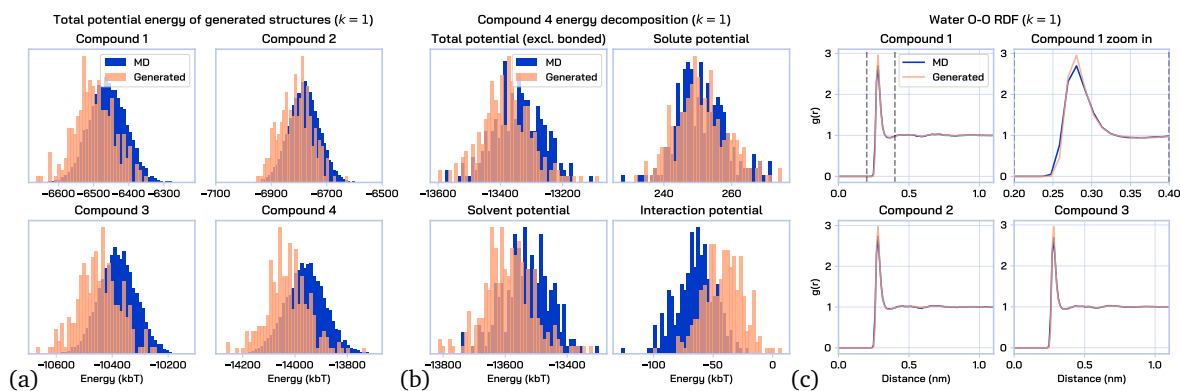 Total potential energy of generated structures (k = 1)
Compound 1
MD
Generated
−66600 −65500 −66400 −63200
Compound 2
−7100 −6900 −6700 −6500
Compound 3
−10600 −10400 −10200
Energy (kbT)
Compound 4
−14200 −14000 −13800
Energy (kbT)
(a)
Compound 4 energy decomposition (k = 1)
Total potential (excl. bonded)
MD
Generated
−13600 −13400 −13200
Solute potential
240 260
Solvent potential
−13800 −13600 −13400
Energy (kbT)
Interaction potential
−100 −50 0
Energy (kbT)
(b)
Water O-O RDF (k = 1)
Compound 1
MD
Generated
g(r)
3
2
1
0
0.0 0.5 1.0
Compound 1 zoom in
3
2
1
0
0.20 0.25 0.30 0.35 0.40
Compound 2
g(r)
3
2
1
0
0.0 0.5 1.0
Distance (nm)
Compound 3
3
2
1
0
0.0 0.5 1.0
Distance (nm)
(c)